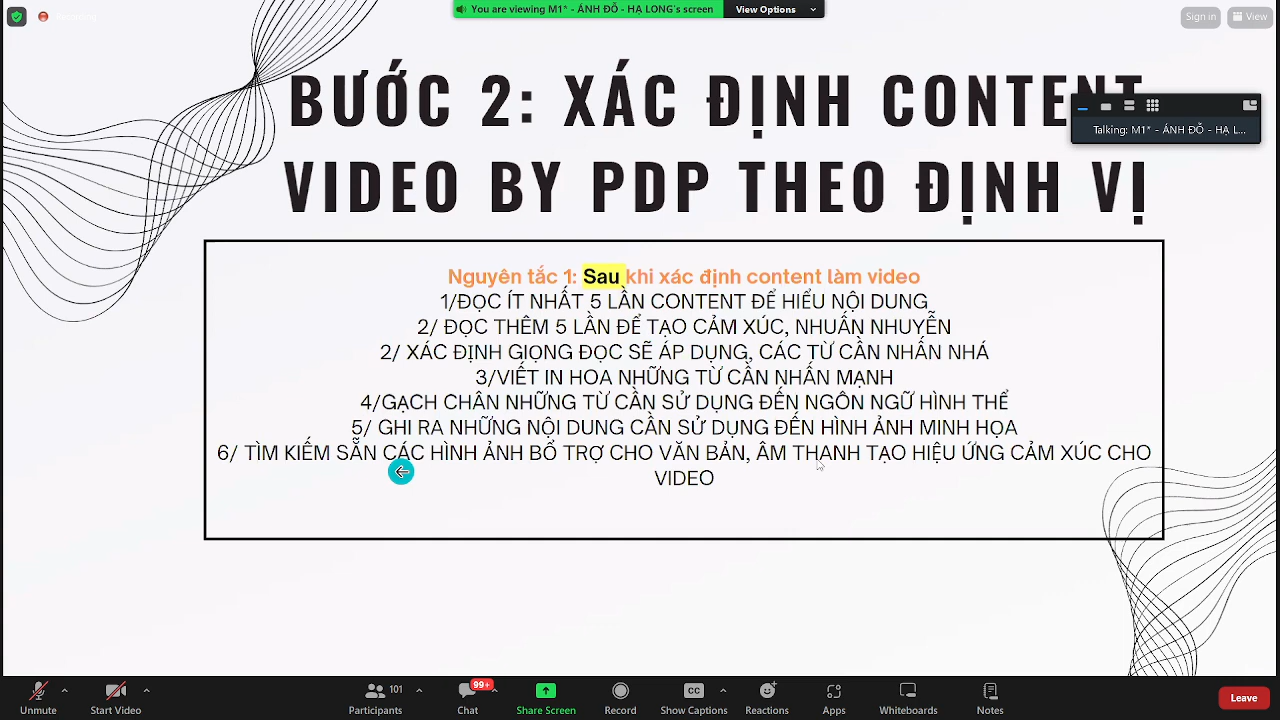 You are viewing M1* - ÁNH ĐỖ - HẠ LONG's screen
View Options
Sign in
View
BƯỚC 2: XÁC ĐỊNH CONTENT
VIDEO BY PDP THEO ĐỊNH VỊ
Talking: M1* - ÁNH ĐỖ - HẠ L...
Nguyên tắc 1: Sau khi xác định content làm video
1/ĐỌC ÍT NHẤT 5 LẦN CONTENT ĐỂ HIỂU NỘI DUNG
2/ ĐỌC THÊM 5 LẦN ĐỂ TẠO CẢM XÚC, NHUẤN NHUYỄN
2/ XÁC ĐỊNH GIỌNG ĐỌC SẼ ÁP DỤNG, CÁC TỪ CẦN NHẤN NHÁ
3/VIẾT IN HOA NHỮNG TỪ CẦN NHẤN MẠNH
4/GẠCH CHÂN NHỮNG TỪ CẦN SỬ DỤNG ĐẾN NGÔN NGỮ HÌNH THỂ
5/ GHI RA NHỮNG NỘI DUNG CẦN SỬ DỤNG ĐẾN HÌNH ẢNH MINH HỌA
6/ TÌM KIẾM SẴN CÁC HÌNH ẢNH BỔ TRỢ CHO VĂN BẢN, ÂM THANH TẠO HIỆU ỨNG CẢM XÚC CHO
VIDEO
Unmute
Start Video
Participants
101
Chat
99+
Share Screen
Record
CC
Show Captions
Reactions
Apps
Whiteboards
Notes
Leave